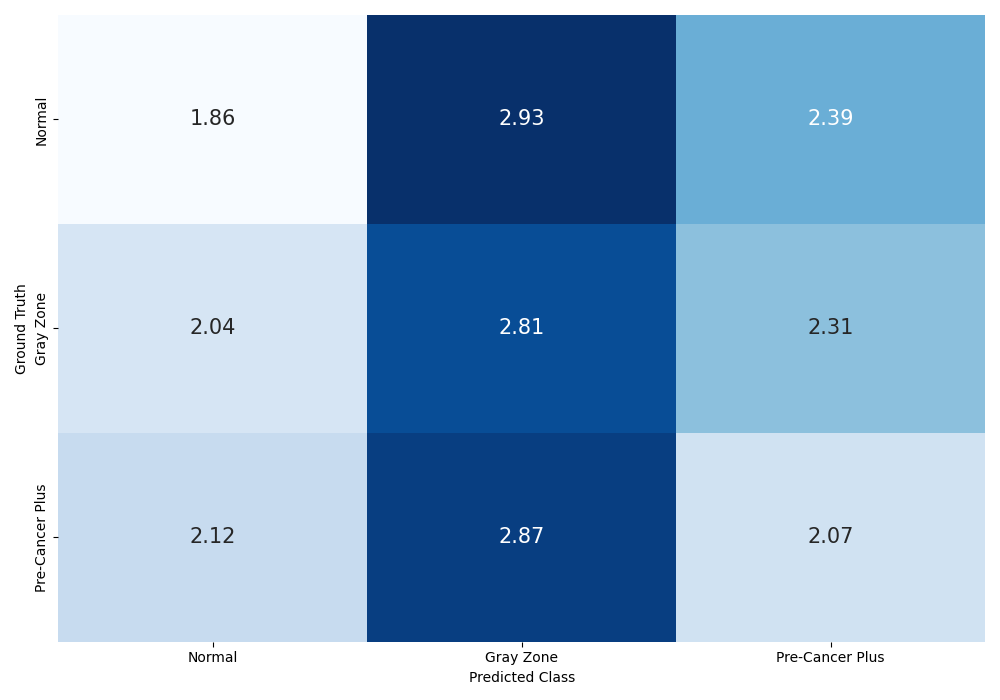 Ground Truth
Normal
1.86 2.93 2.39
Gray Zone
2.04 2.81 2.31
Pre-Cancer Plus
2.12 2.87 2.07
Normal Gray Zone Pre-Cancer Plus
Predicted Class